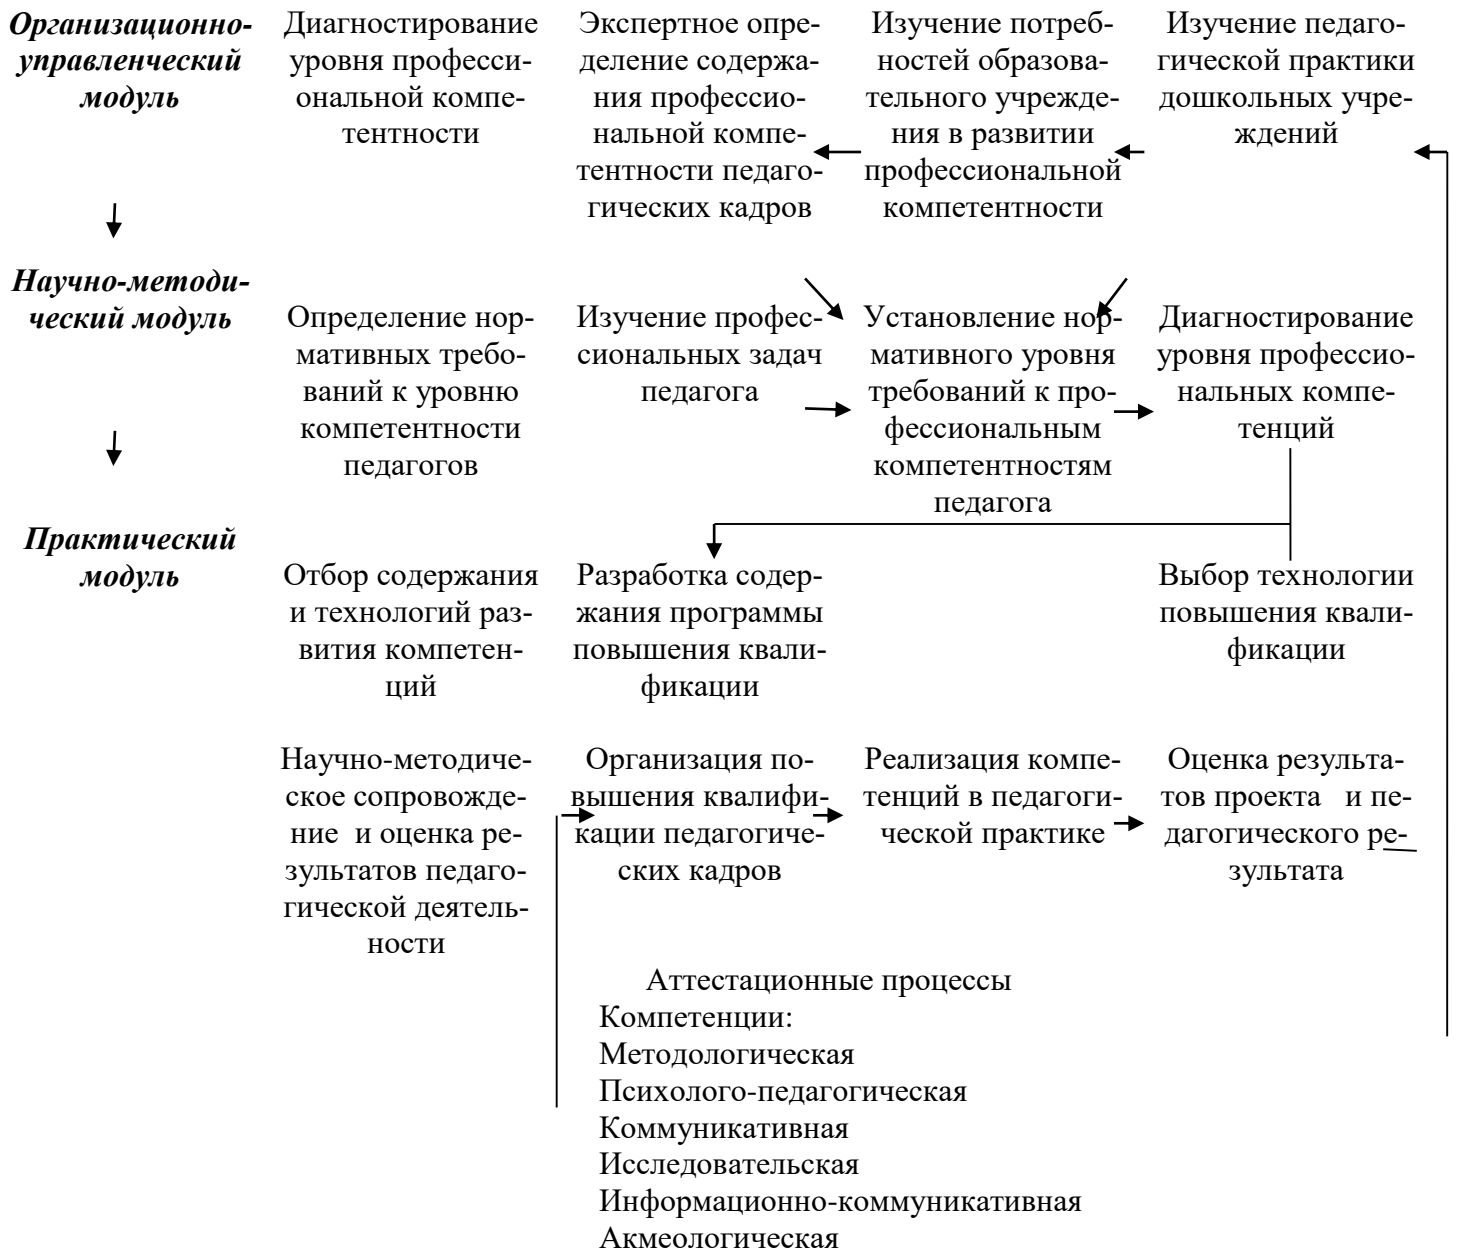 Организационно-
управленческий
модуль
Диагностирование
уровня професси-
ональной компе-
тентности
Экспертное опре-
деление содержа-
ния профессио-
нальной компе-
тентности педаго-
гических кадров
Изучение потреб-
ностей образова-
тельного учрежде-
ния в развитии
профессиональной
компетентности
Изучение педаго-
гической практики
дошкольных учре-
ждений
Научно-методи-
ческий модуль
Определение нор-
мативных требо-
ваний к уровню
компетентности
педагогов
Изучение профес-
сиональных задач
педагога
Установление нор-
мативного уровня
требований к про-
фессиональным
компетентностям
педагога
Диагностирование
уровня профессио-
нальных компе-
тенций
Практический
модуль
Отбор содержания
и технологий раз-
вития компетен-
ций
Разработка содер-
жания программы
повышения квали-
фикации
Выбор технологии
повышения квали-
фикации
Научно-методиче-
ское сопровожде-
ние и оценка ре-
зультатов педаго-
гической деятель-
ности
Организация по-
вышения квалифи-
кации педагогиче-
ских кадров
Реализация компе-
тенций в педагоги-
ческой практике
Оценка результа-
тов проекта и пе-
дагогического ре-
зультата
Аттестационные процессы
Компетенции:
Методологическая
Психолого-педагогическая
Коммуникативная
Исследовательская
Информационно-коммуникативная
Акмеологическая